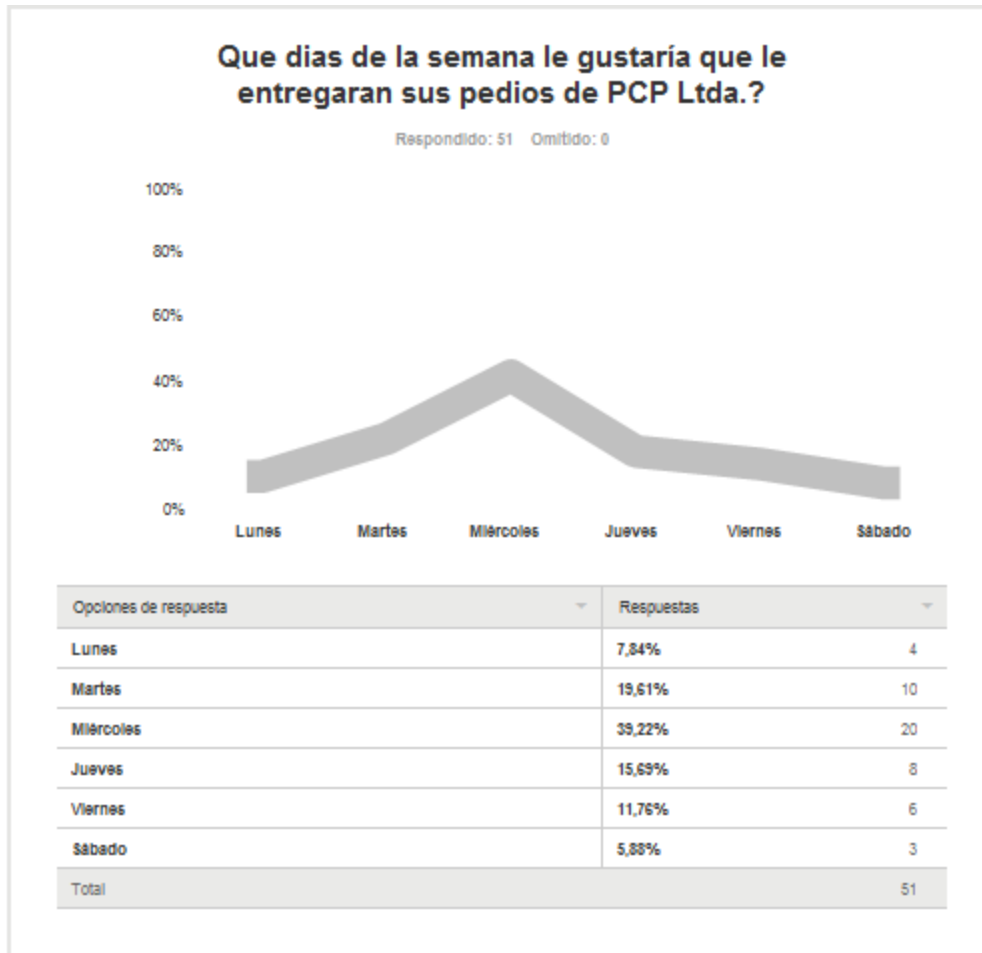 Que dias de la semana le gustaría que le
entregaran sus pedios de PCP Ltda.?
Respondido: 51 Omitido: 0
100%
80%
60%
40%
20%
0%
Lunes Martes Miércoles Jueves Viernes Sábado
Opciones de respuesta Respuestas
Lunes 7,84% 4
Martes 19,61% 10
Miércoles 39,22% 20
Jueves 15,69% 8
Viernes 11,76% 6
Sábado 5,88% 3
Total 51